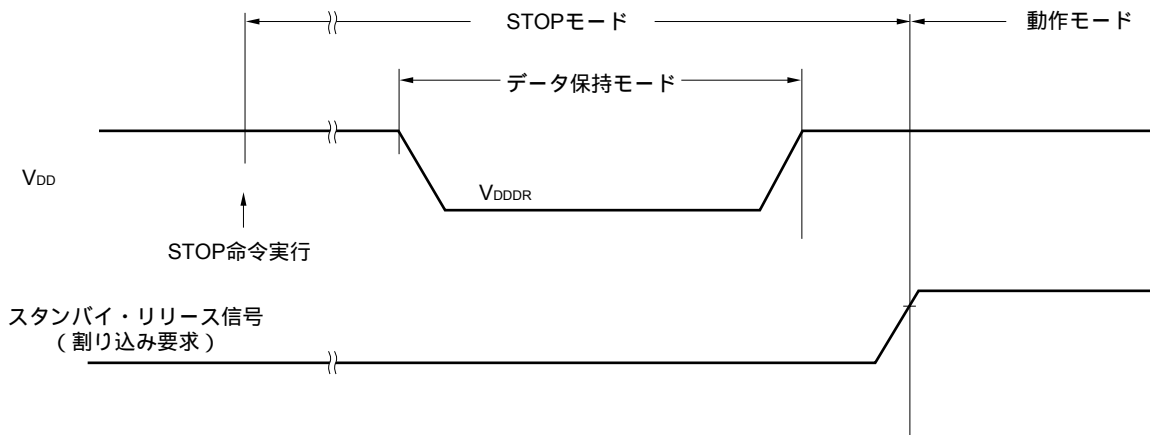 STOPモード
動作モード
データ保持モード
VDD
VDDDR
STOP命令実行
スタンバイ・リリース信号
(割り込み要求)